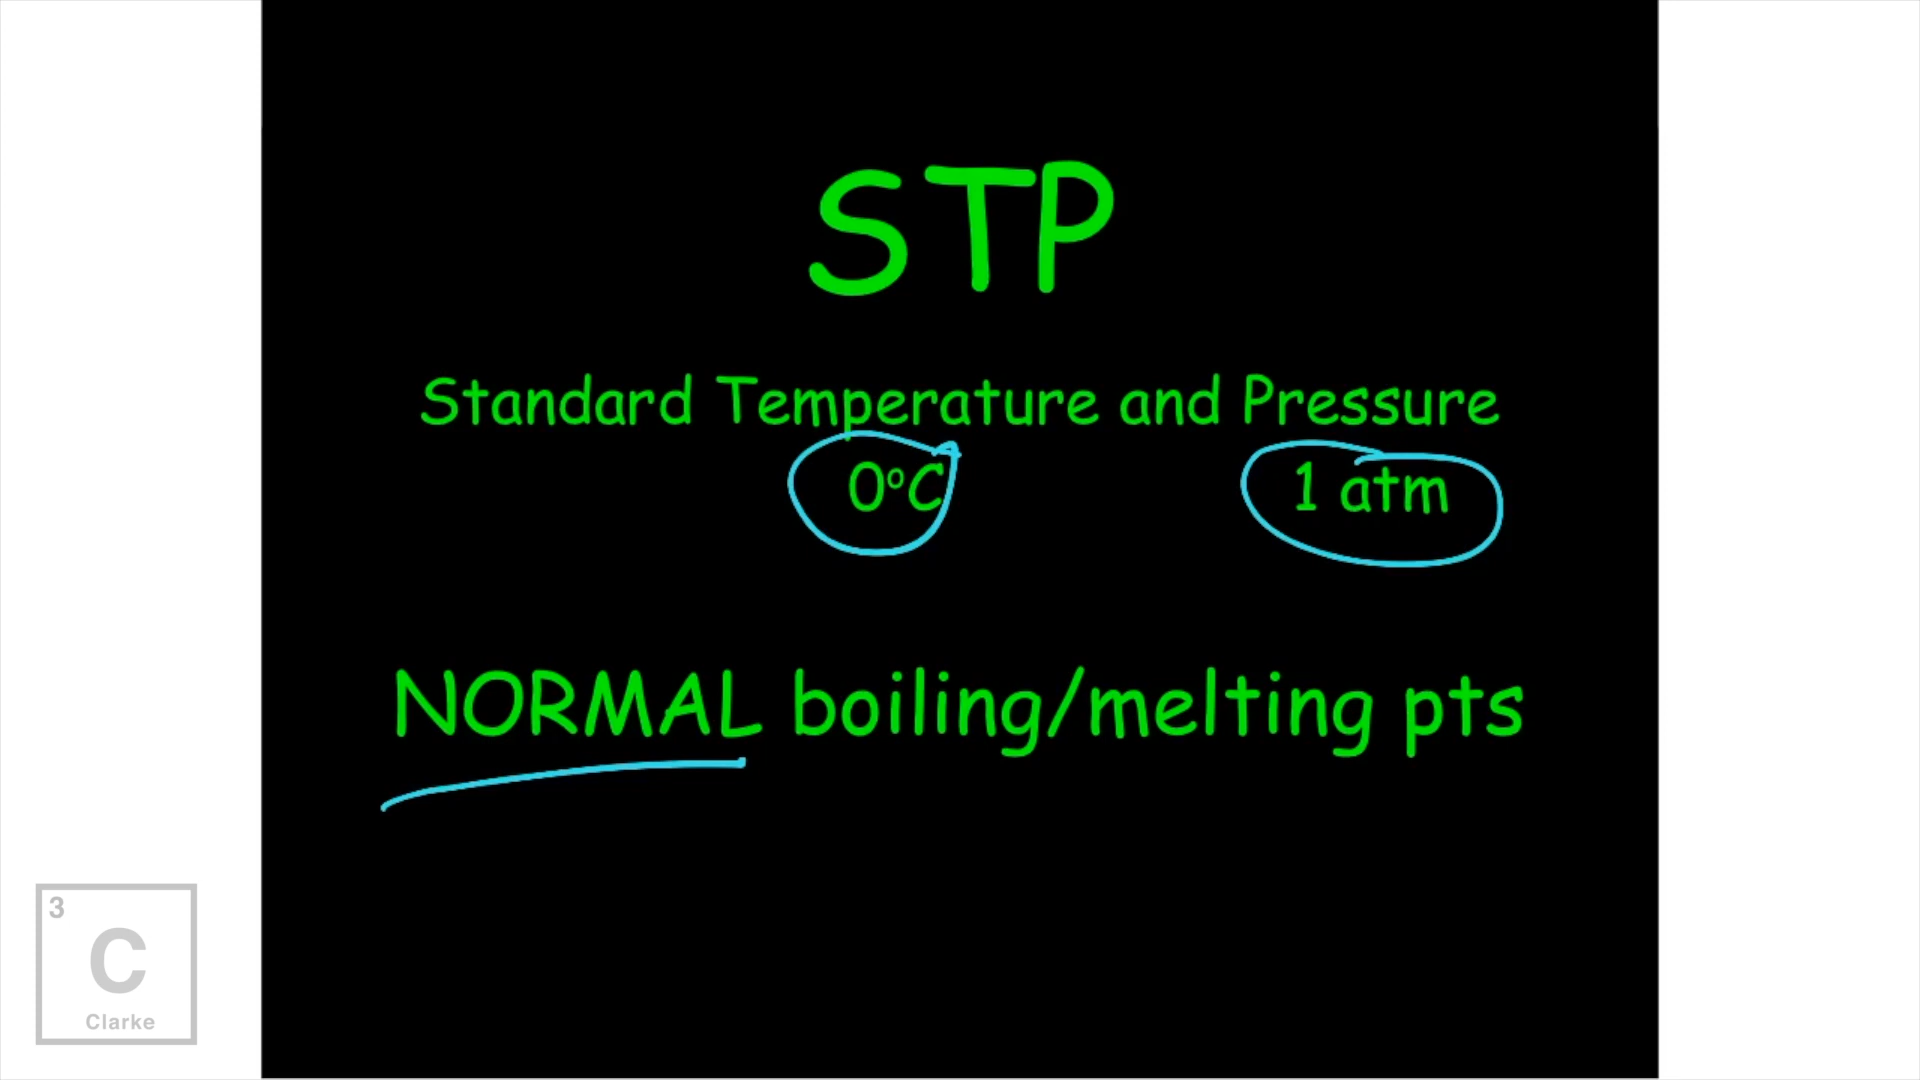 STP
Standard Temperature and Pressure
0°C 1 atm
NORMAL boiling/melting pts
3
C
Clarke